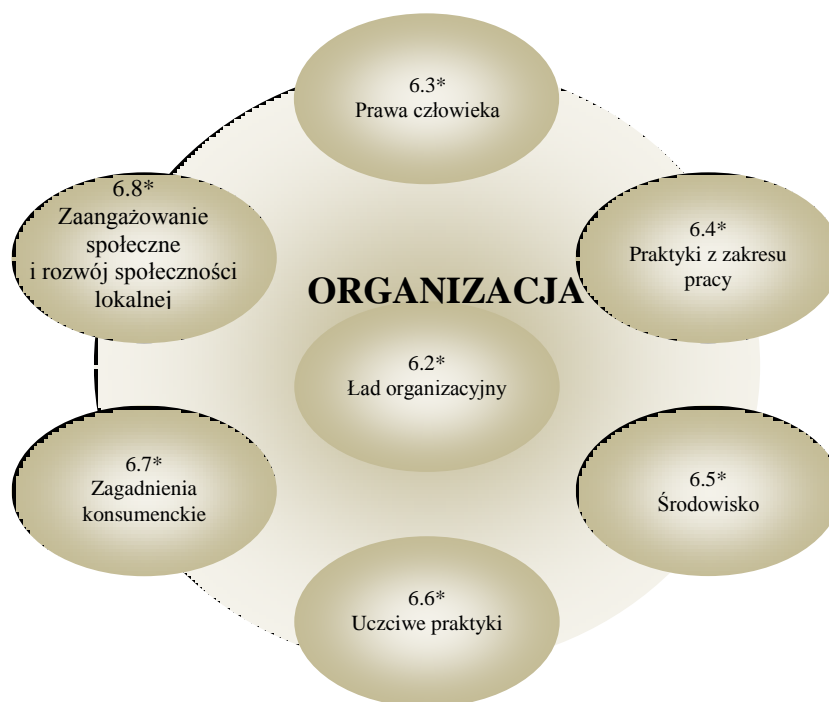 6.3*
Prawa człowieka
6.8*
Zaangażowanie
społeczne
i rozwój społeczności
lokalnej
6.4*
Praktyki z zakresu
pracy
ORGANIZACJA
6.2*
Ład organizacyjny
6.7*
Zagadnienia
konsumenckie
6.5*
Środowisko
6.6*
Uczciwe praktyki